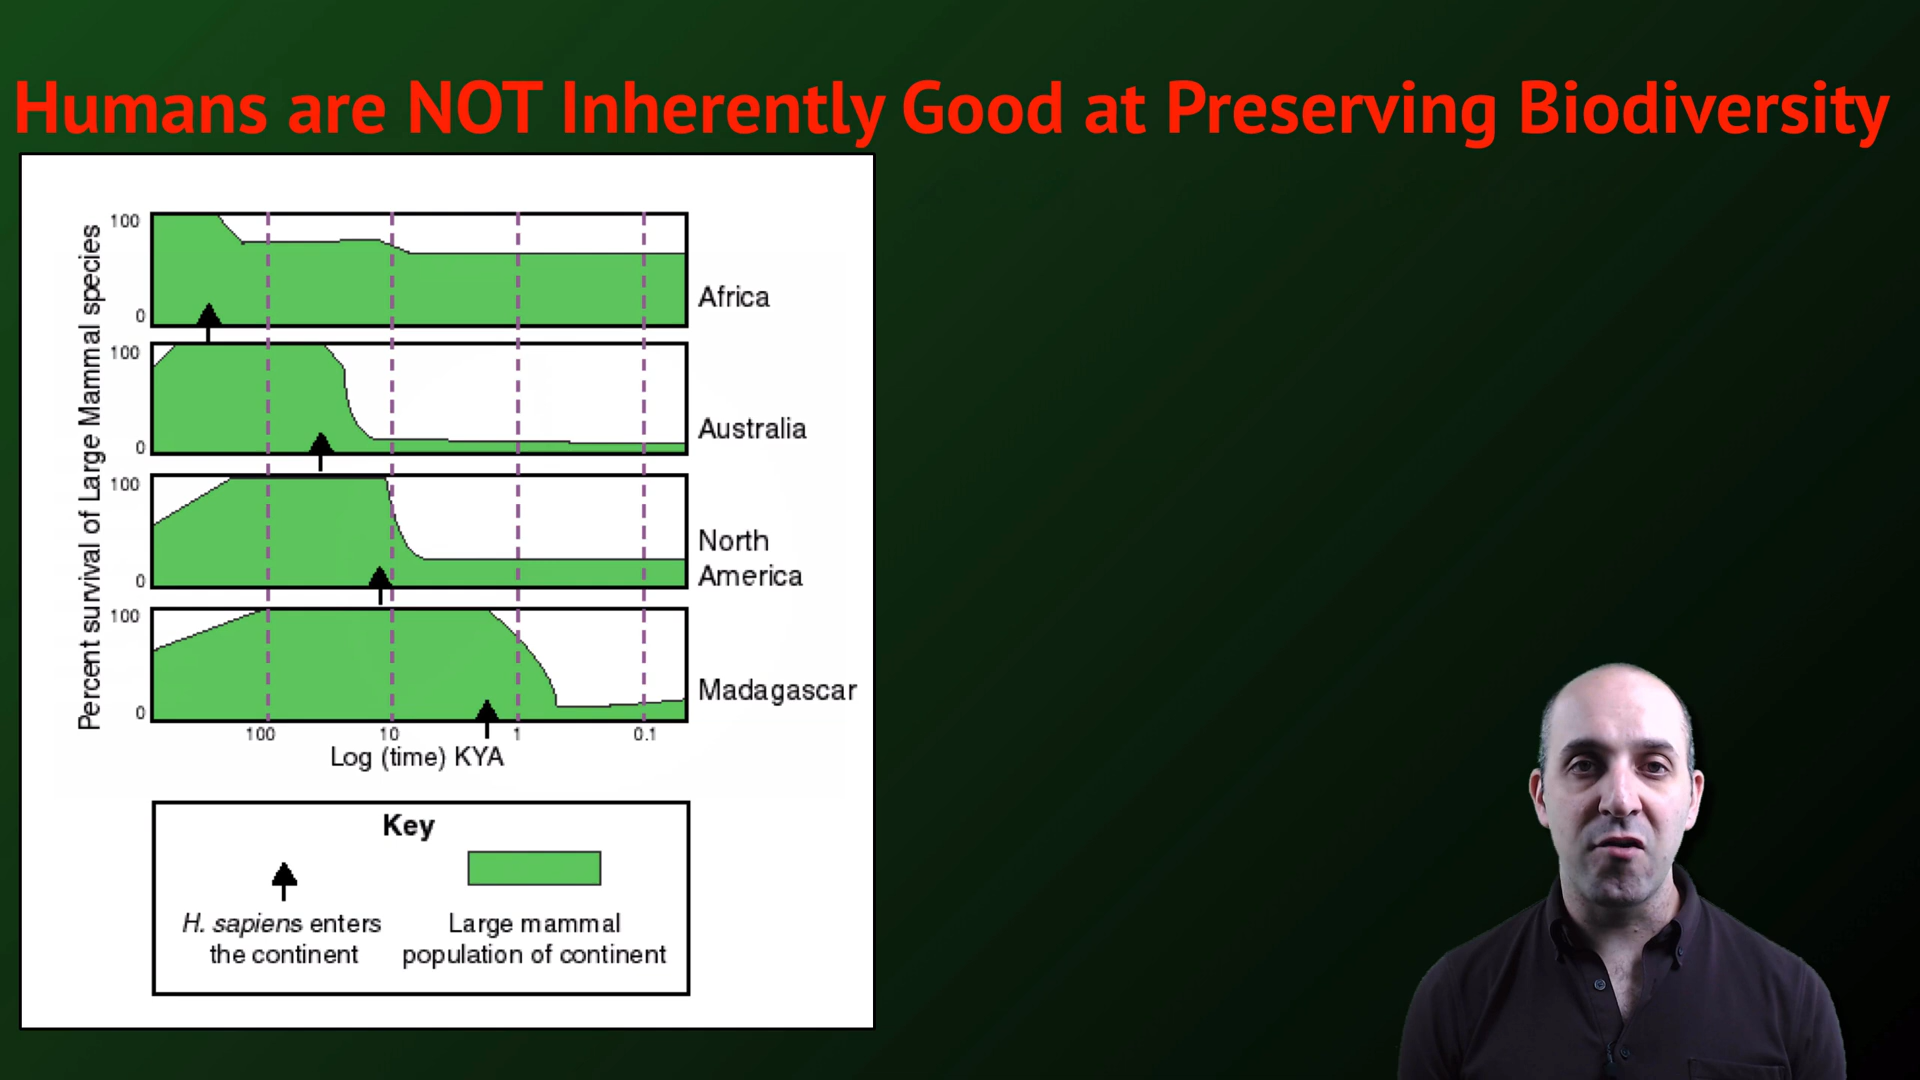 Humans are NOT Inherently Good at Preserving Biodiversity
Percent survival of Large Mammal species
100
0
Africa
100
0
Australia
100
0
North
America
100
0
Madagascar
100 10 1 0.1
Log (time) KYA
Key
H. sapiens enters
the continent
Large mammal
population of continent